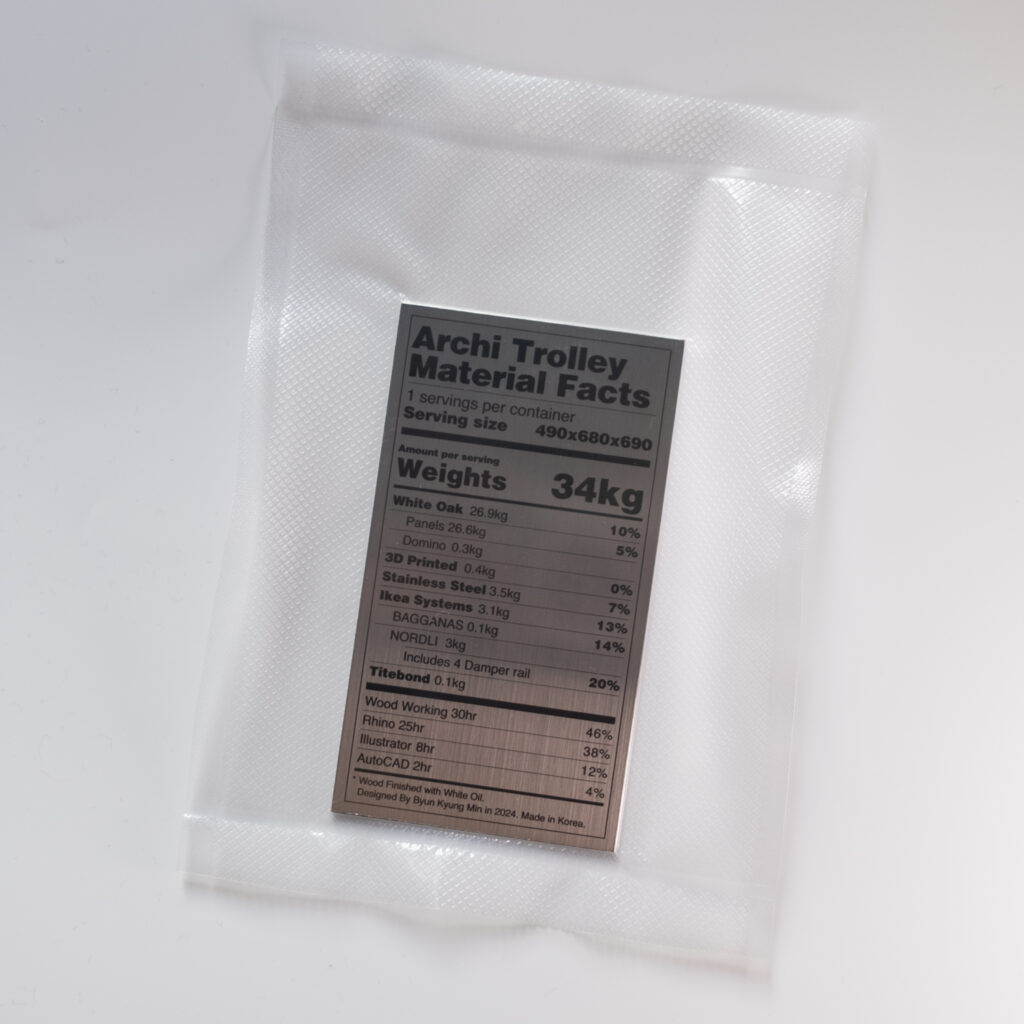 Archi Trolley
Material Facts
1 servings per container
Serving size 490x680x690
Amount per serving
Weights 34kg
White Oak 26.9kg 10%
Panels 26.6kg 5%
Domino 0.3kg
3D Printed 0.4kg 0%
Stainless Steel 3.5kg 7%
Ikea Systems 3.1kg 13%
BAGGANAS 0.1kg 14%
NORDLI 3kg
Includes 4 Damper rail 20%
Titebond 0.1kg
Wood Working 30hr 46%
Rhino 25hr 38%
Illustrator 8hr 12%
AutoCAD 2hr 4%
* Wood Finished with White Oil.
Designed By Byun Kyung Min in 2024. Made in Korea.